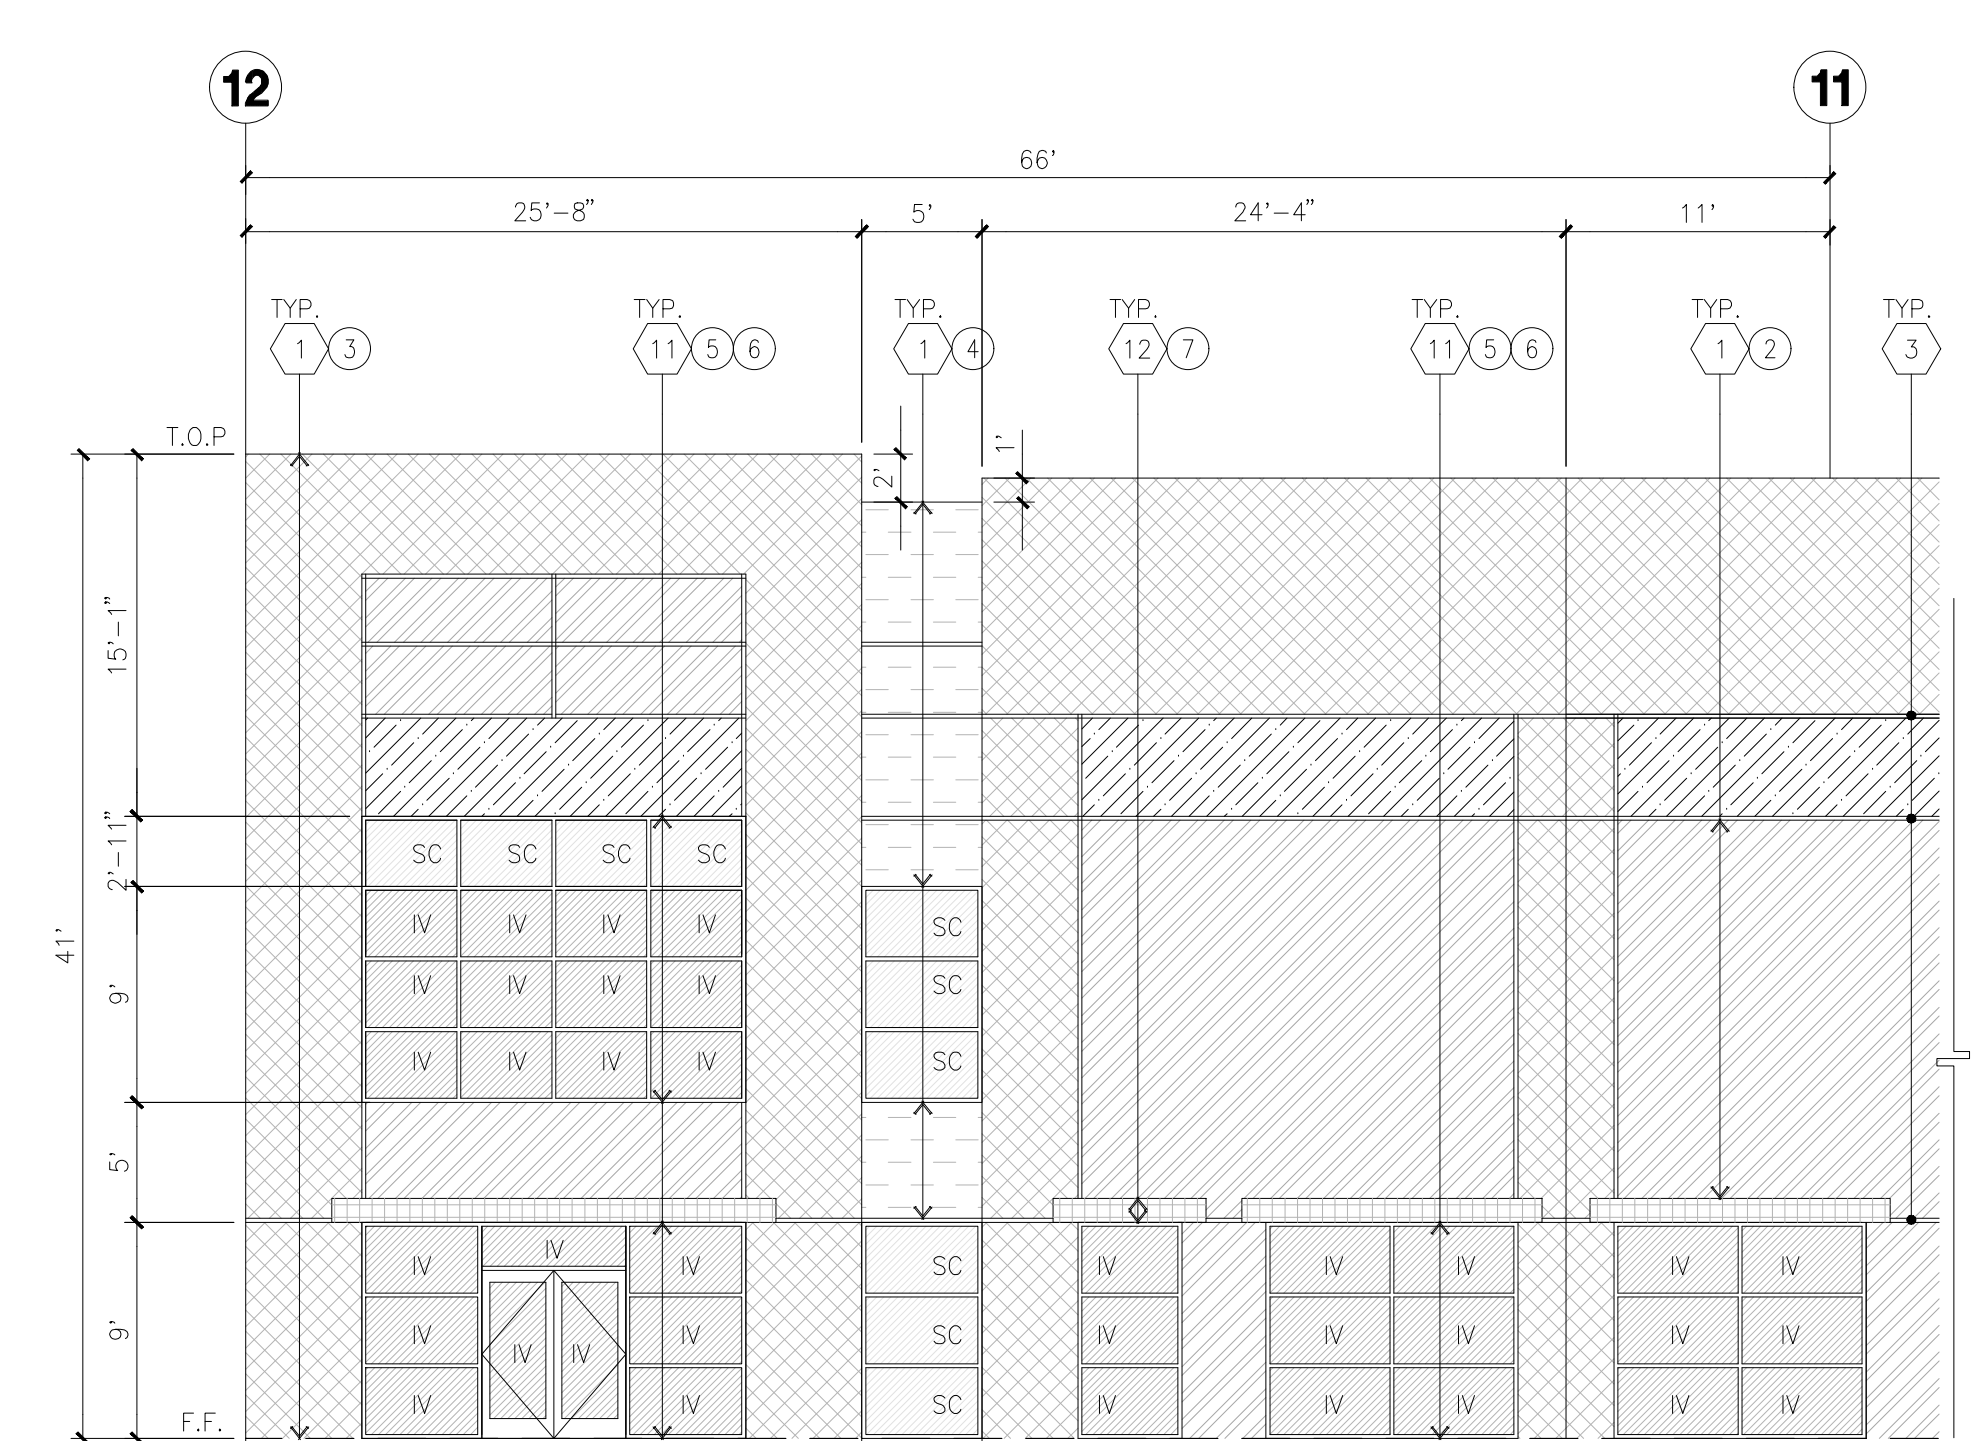 12 11
66'
25'-8" 5' 24'-4" 11'
TYP. TYP. TYP. TYP. TYP. TYP. TYP.
1 3 11 5 6 1 4 12 7 11 5 6 1 2 3
T.O.P
1'
2'
15'-1"
2'-11"
SC SC SC SC
IV IV IV IV SC
41'
9'
IV IV IV IV SC
IV IV IV IV SC
5'
IV IV IV SC IV IV IV IV IV
9'
IV IV SC IV IV IV IV IV
IV IV
IV IV SC IV IV IV IV IV
F.F.